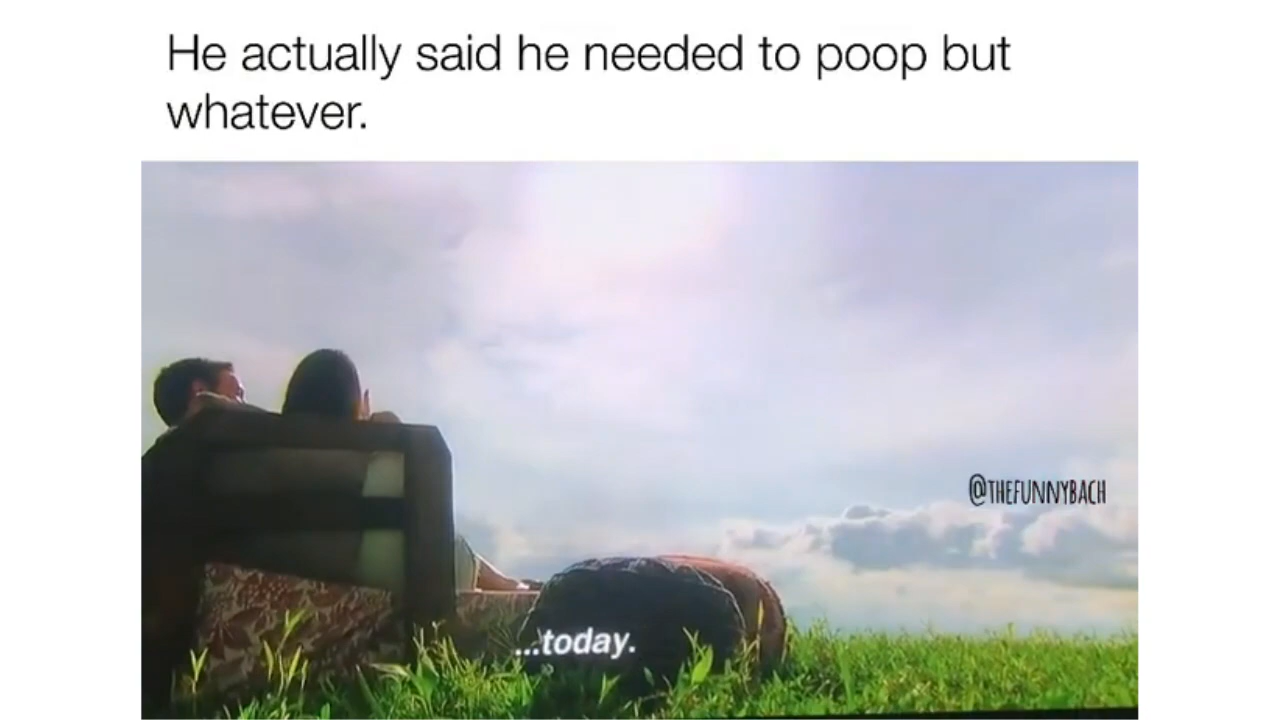 He actually said he needed to poop but
whatever.
@THEFUNNYBACH
...today.